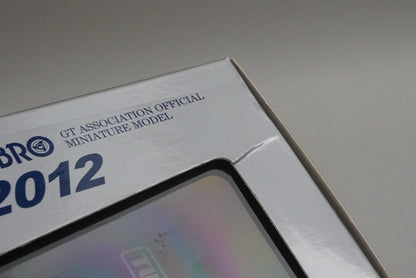 BRO GT ASSOCIATION OFFICIAL
MINIATURE MODEL
2012